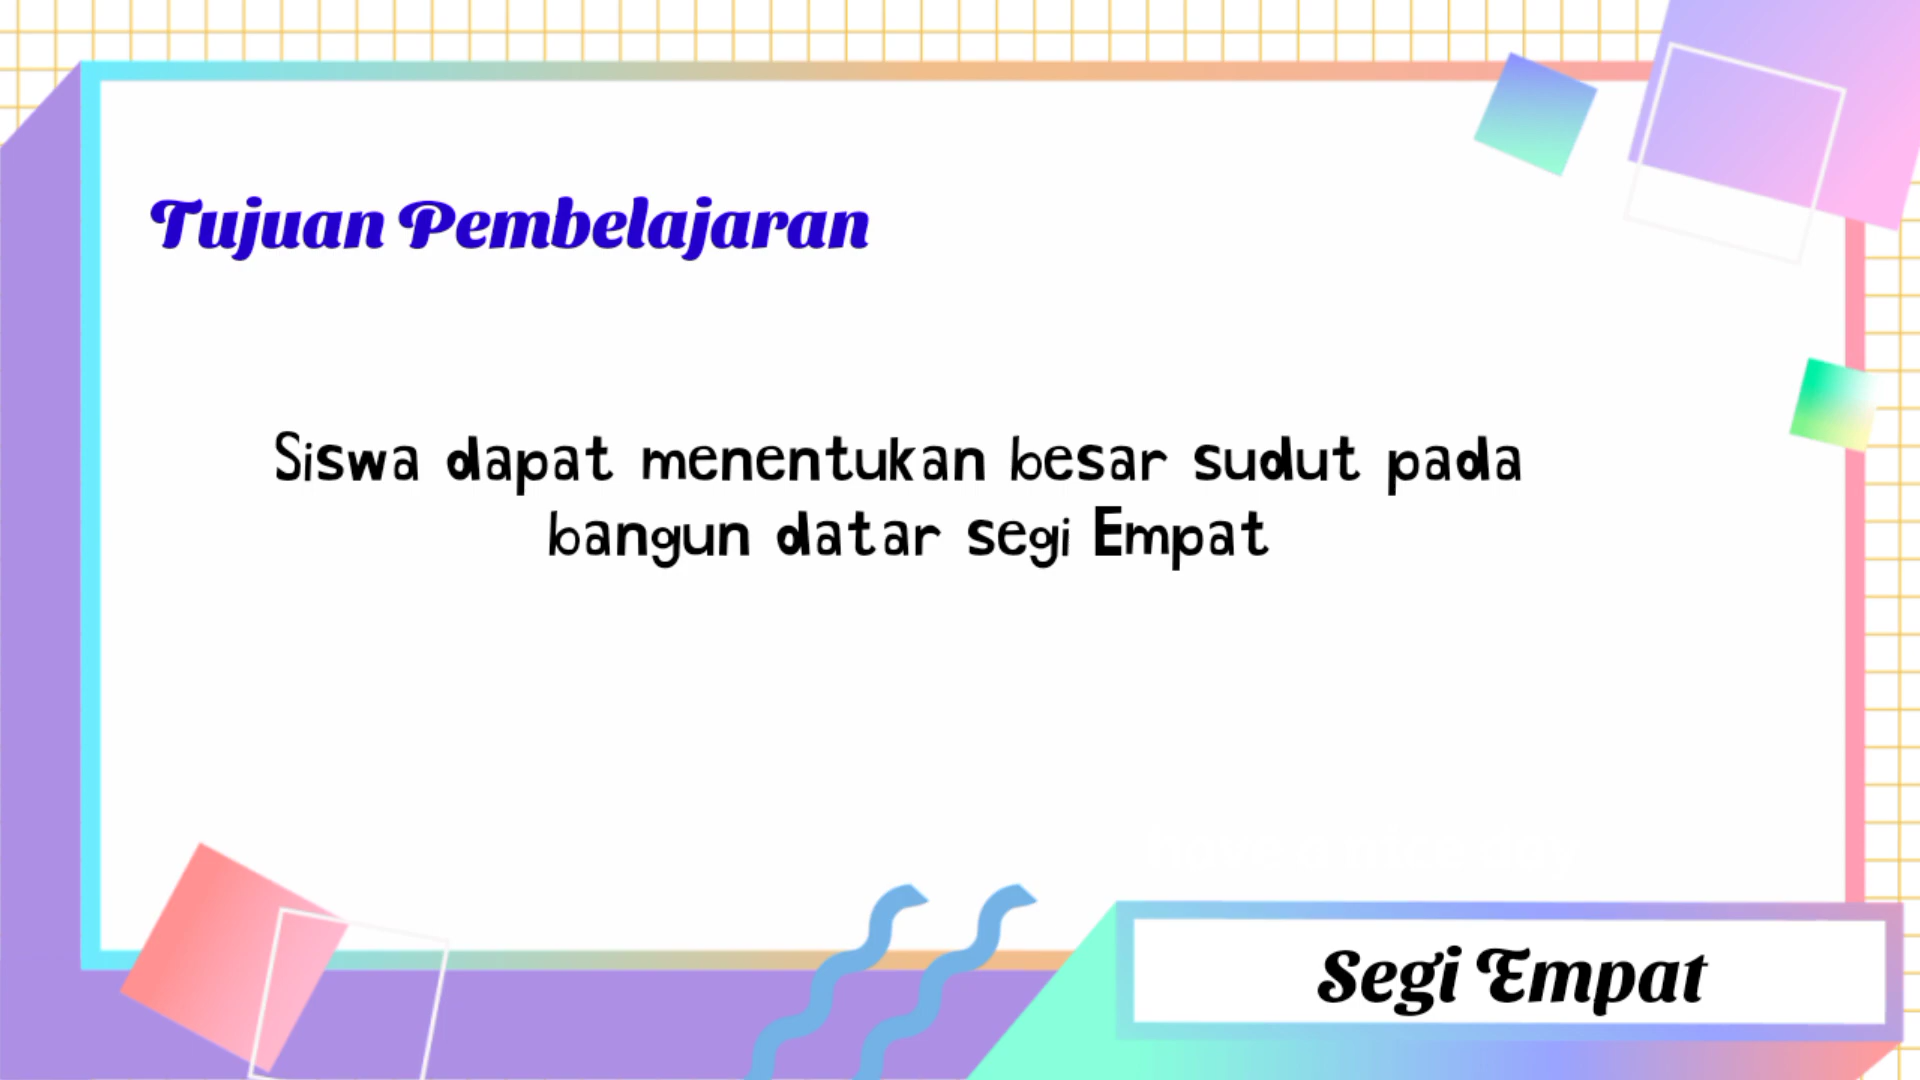 Tujuan Pembelajaran
Siswa dapat menentukan besar sudut pada
bangun datar segi Empat
Segi Empat